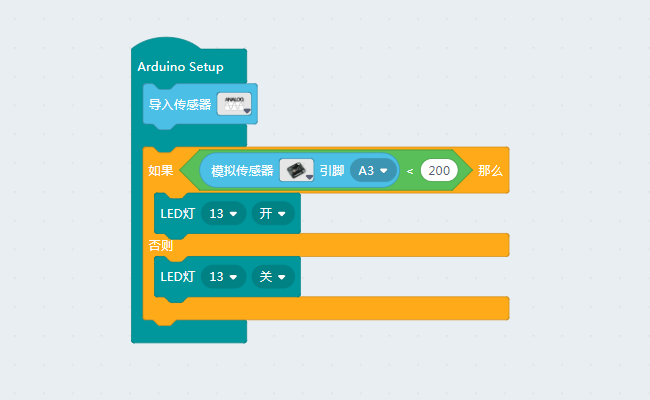 Arduino Setup
导入传感器 ANALOG
如果 模拟传感器 引脚 A3 < 200 那么
LED灯 13 开
否则
LED灯 13 关